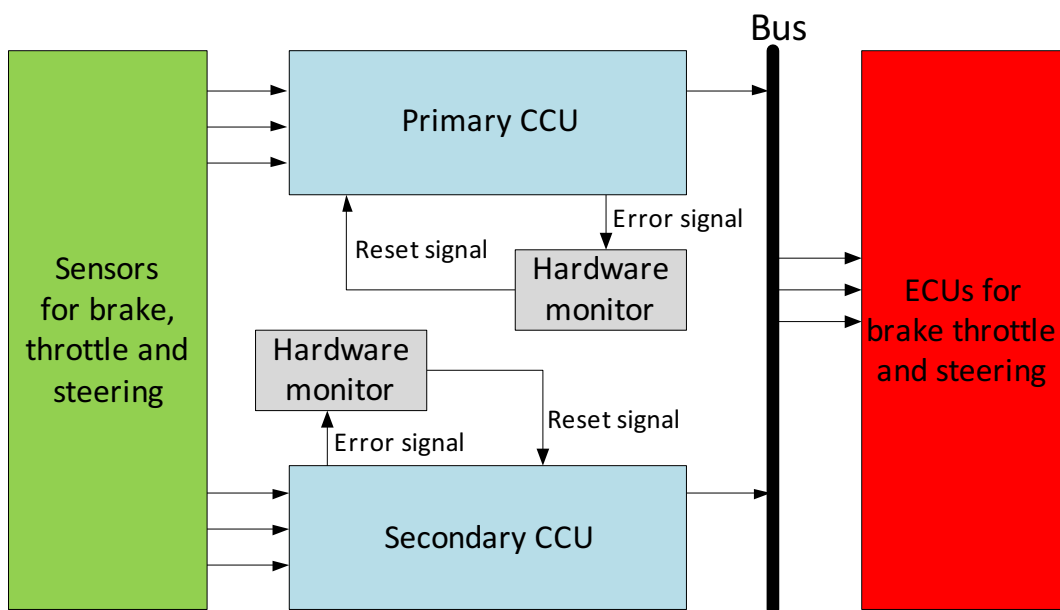 Bus
Primary CCU
Error signal
Reset signal
Hardware
monitor
Sensors
for brake,
throttle and
steering
ECUs for
brake throttle
and steering
Hardware
monitor
Reset signal
Error signal
Secondary CCU